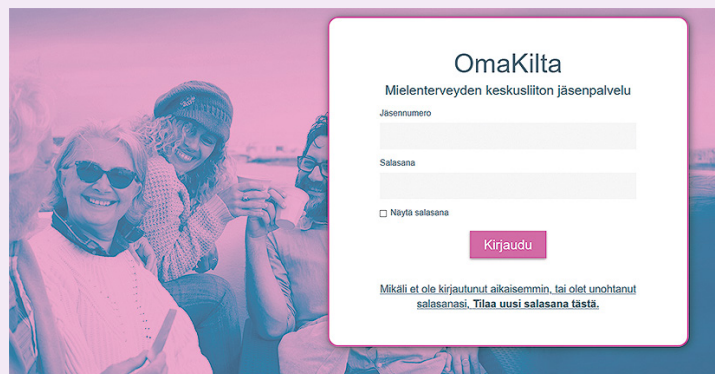 OmaKilta
Mielenterveyden keskusliiton jäsenpalvelu
Jäsennumero
Salasana
Näytä salasana
Kirjaudu
Mikäli et ole kirjautunut aikaisemmin, tai olet unohtanut
salasanasi, Tilaa uusi salasana tästä.